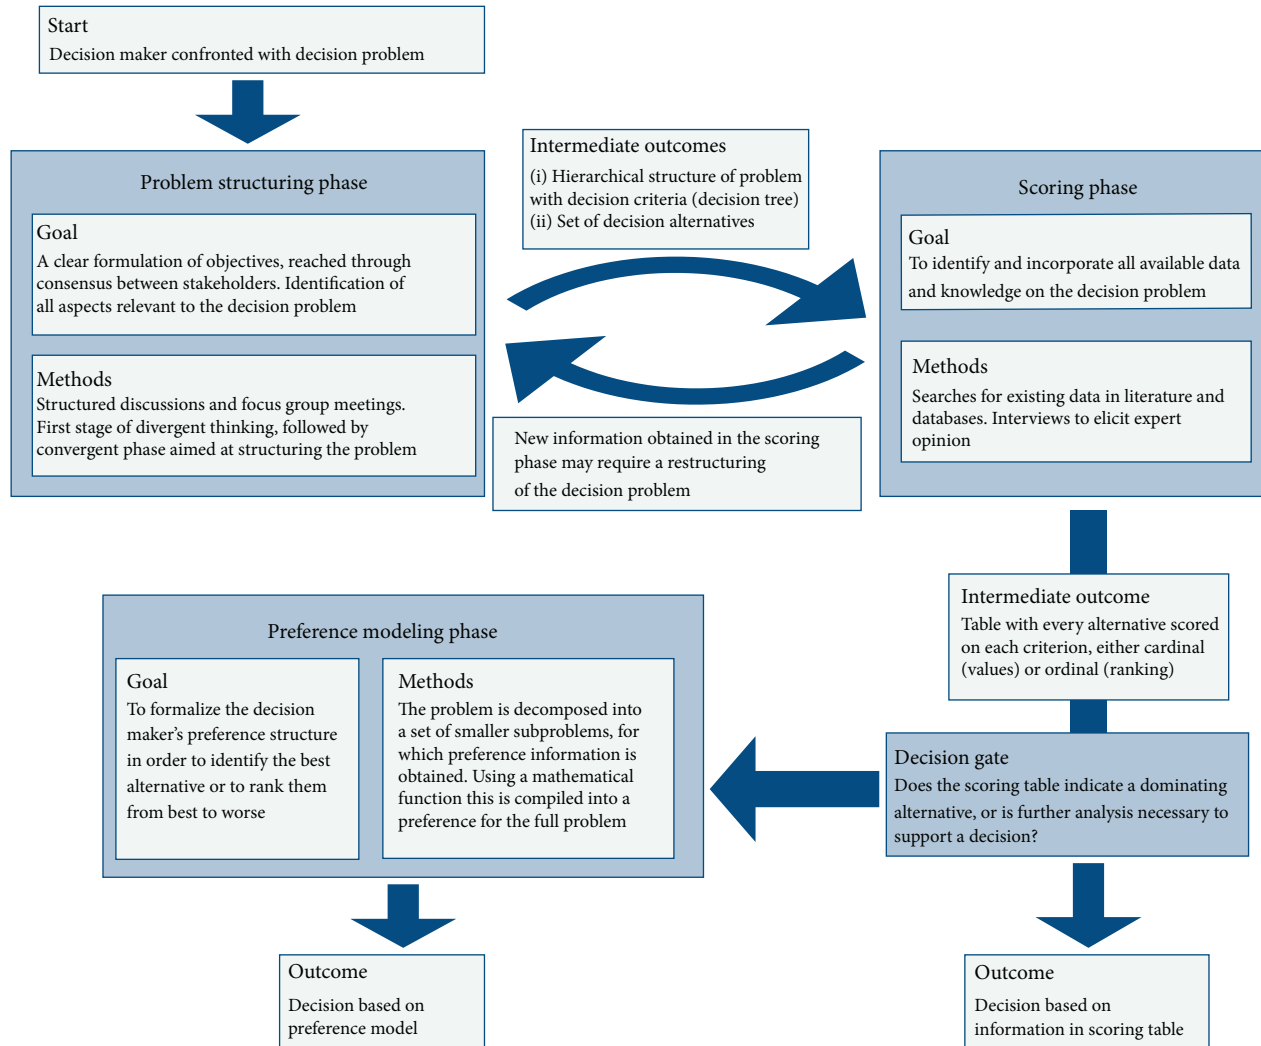 Start
Decision maker confronted with decision problem
Problem structuring phase
Goal
A clear formulation of objectives, reached through
consensus between stakeholders. Identification of
all aspects relevant to the decision problem
Methods
Structured discussions and focus group meetings.
First stage of divergent thinking, followed by
convergent phase aimed at structuring the problem
Intermediate outcomes
(i) Hierarchical structure of problem
with decision criteria (decision tree)
(ii) Set of decision alternatives
New information obtained in the scoring
phase may require a restructuring
of the decision problem
Scoring phase
Goal
To identify and incorporate all available data
and knowledge on the decision problem
Methods
Searches for existing data in literature and
databases. Interviews to elicit expert
opinion
Intermediate outcome
Table with every alternative scored
on each criterion, either cardinal
(values) or ordinal (ranking)
Decision gate
Does the scoring table indicate a dominating
alternative, or is further analysis necessary to
support a decision?
Preference modeling phase
Goal
To formalize the decision
maker's preference structure
in order to identify the best
alternative or to rank them
from best to worse
Methods
The problem is decomposed into
a set of smaller subproblems, for
which preference information is
obtained. Using a mathematical
function this is compiled into a
preference for the full problem
Outcome
Decision based on
preference model
Outcome
Decision based on
information in scoring table